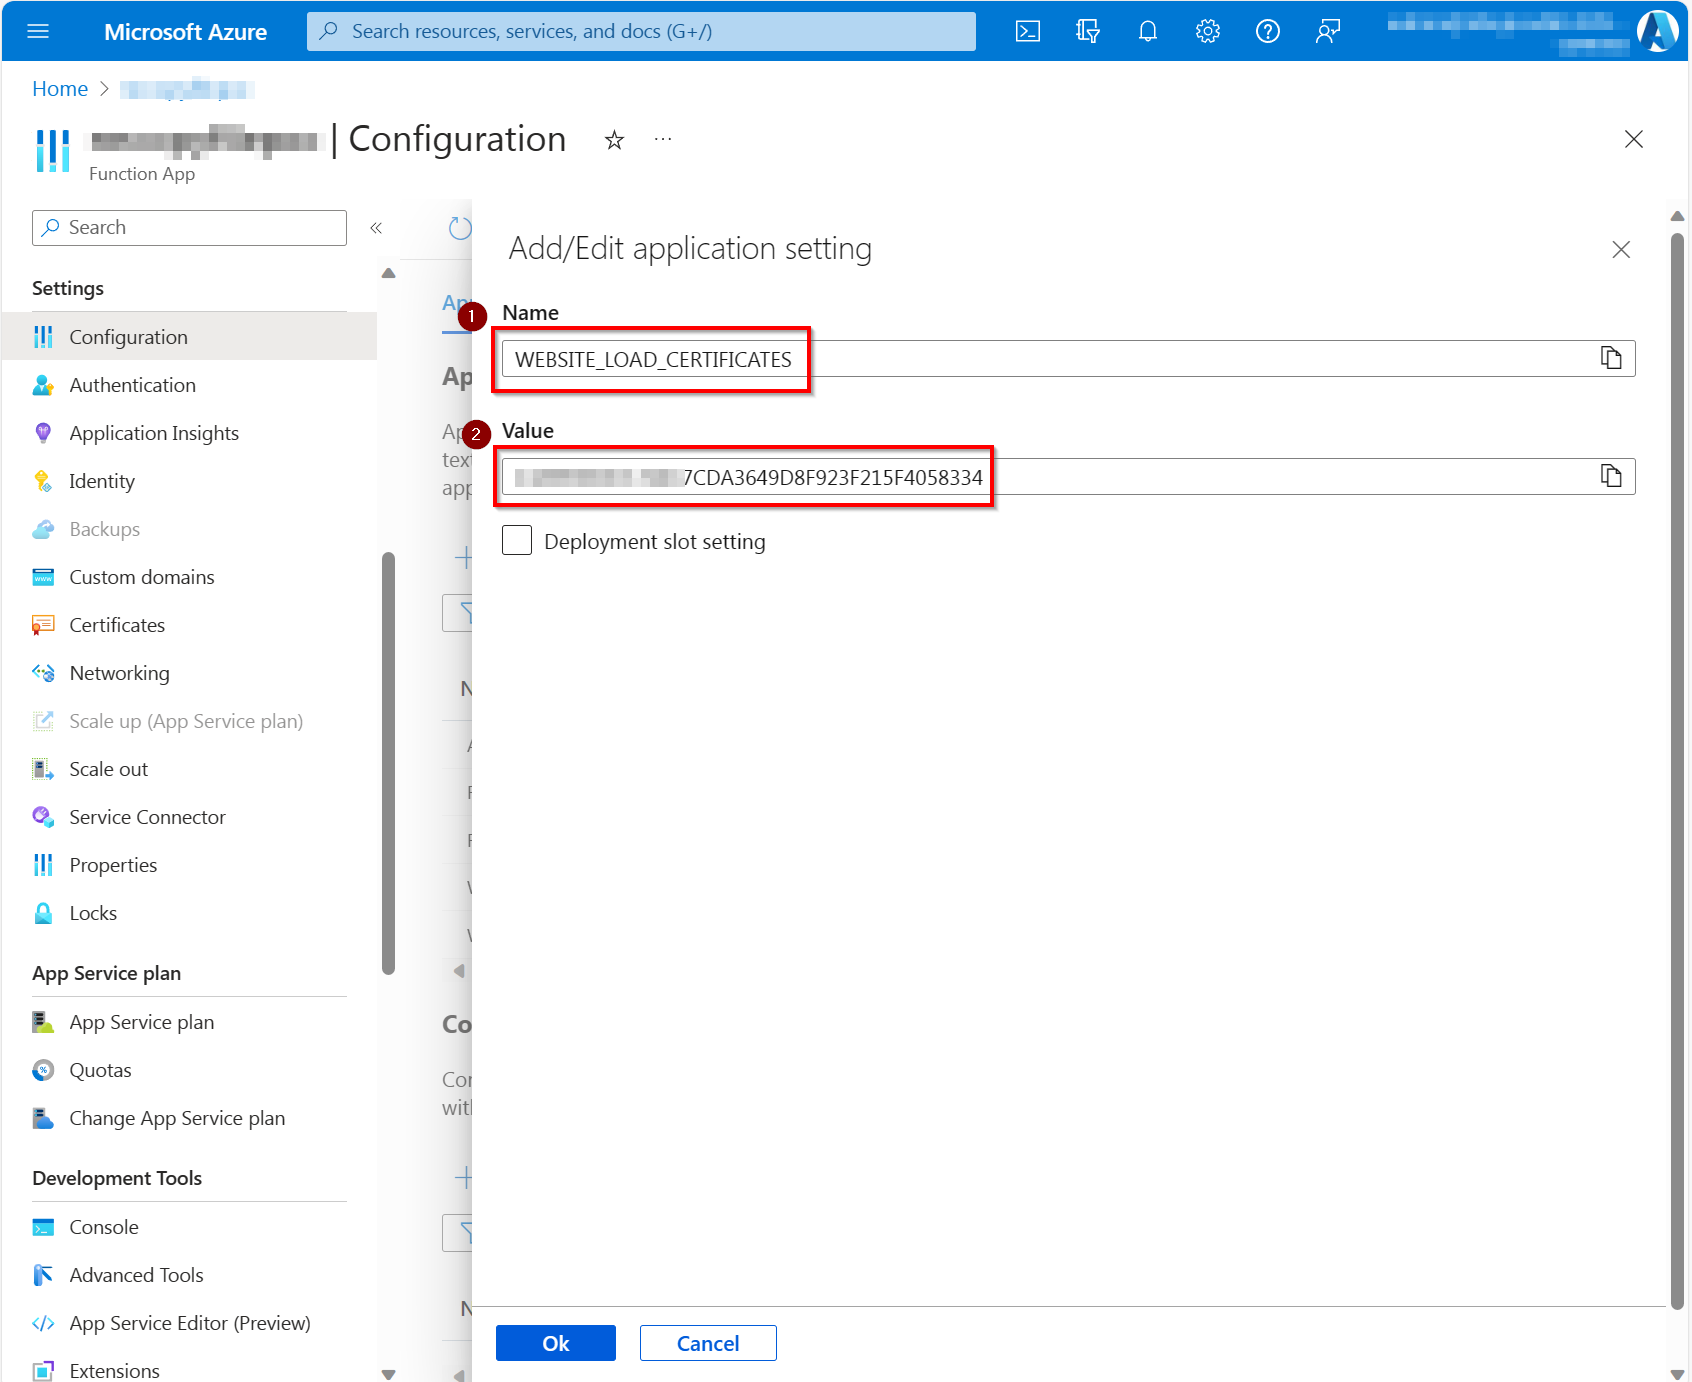 Microsoft Azure
Search resources, services, and docs (G+/)
Home >
| Configuration
Function App
Search
«
Settings
Configuration
Authentication
Application Insights
Identity
Backups
Custom domains
Certificates
Networking
Scale up (App Service plan)
Scale out
Service Connector
Properties
Locks
App Service plan
App Service plan
Quotas
Change App Service plan
Development Tools
Console
Advanced Tools
App Service Editor (Preview)
Extensions
Add/Edit application setting
1
Name
WEBSITE_LOAD_CERTIFICATES
2
Value
7CDA3649D8F923F215F4058334
Deployment slot setting
Ok
Cancel